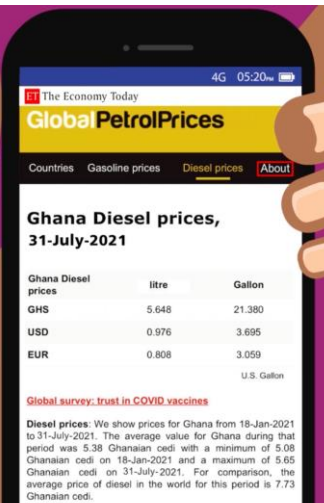 4G 05:20PM
ET The Economy Today
GlobalPetrolPrices
Countries Gasoline prices Diesel prices About
Ghana Diesel prices,
31-July-2021
Ghana Diesel
prices litre Gallon
GHS 5.648 21.380
USD 0.976 3.695
EUR 0.808 3.059
U.S. Gallon
Global survey: trust in COVID vaccines
Diesel prices: We show prices for Ghana from 18-Jan-2021
to 31-July-2021. The average value for Ghana during that
period was 5.38 Ghanaian cedi with a minimum of 5.08
Ghanaian cedi on 18-Jan-2021 and a maximum of 5.65
Ghanaian cedi on 31-July-2021. For comparison, the
average price of diesel in the world for this period is 7.73
Ghanaian cedi.